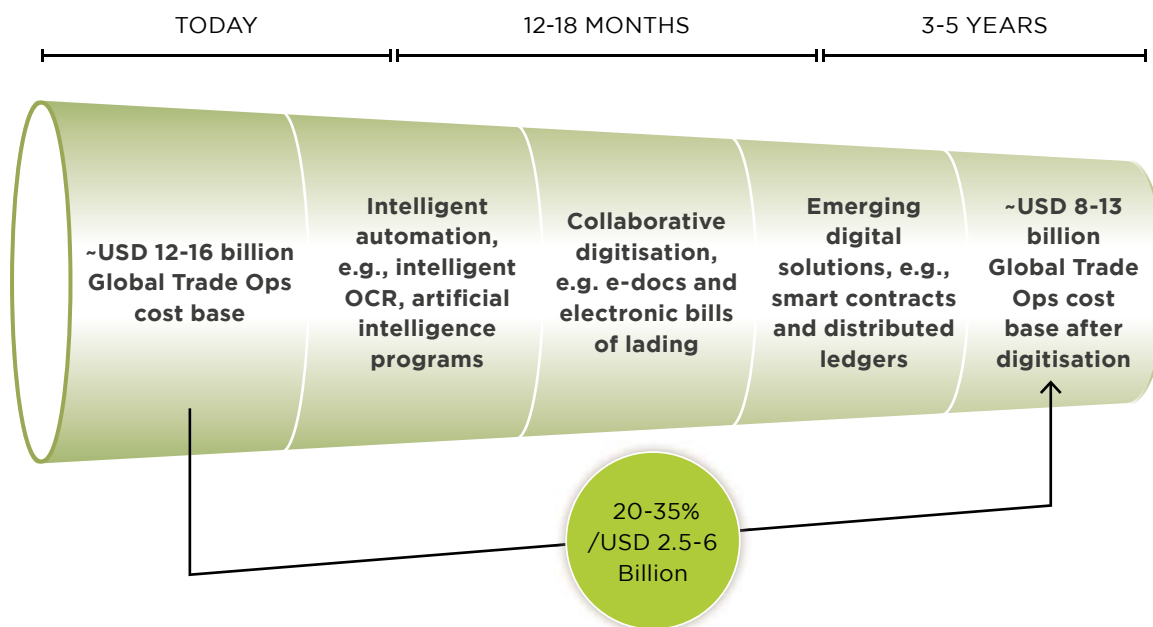 TODAY
12-18 MONTHS
3-5 YEARS
~USD 12-16 billion
Global Trade Ops
cost base
Intelligent
automation,
e.g., intelligent
OCR, artificial
intelligence
programs
Collaborative
digitisation,
e.g. e-docs and
electronic bills
of lading
Emerging
digital
solutions, e.g.,
smart contracts
and distributed
ledgers
~USD 8-13
billion
Global Trade
Ops cost
base after
digitisation
20-35%
/USD 2.5-6
Billion